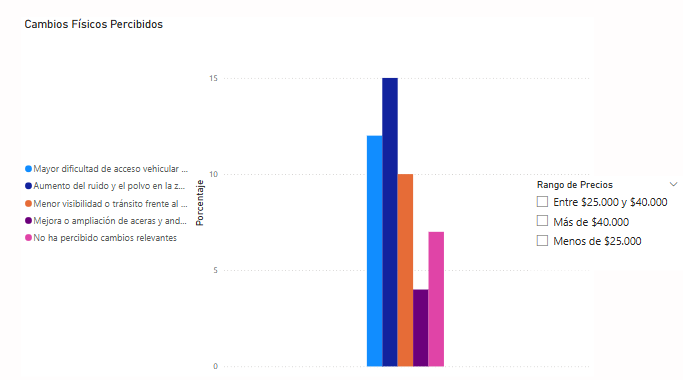 Cambios Físicos Percibidos
Mayor dificultad de acceso vehicular ...
Aumento del ruido y el polvo en la z...
Menor visibilidad o tránsito frente al ...
Mejora o ampliación de aceras y and...
No ha percibido cambios relevantes
Porcentaje
15
10
5
0
Rango de Precios
Entre $25.000 y $40.000
Más de $40.000
Menos de $25.000